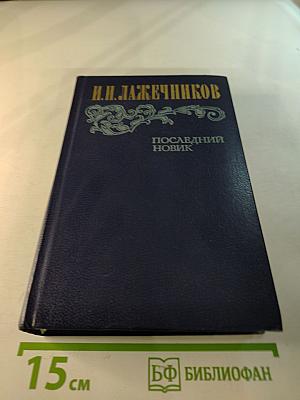 И.И. ЛАЖЕЧНИКОВ
ПОСЛЕДНИЙ
НОВИК
15 см
БФ БИБЛИОФАН